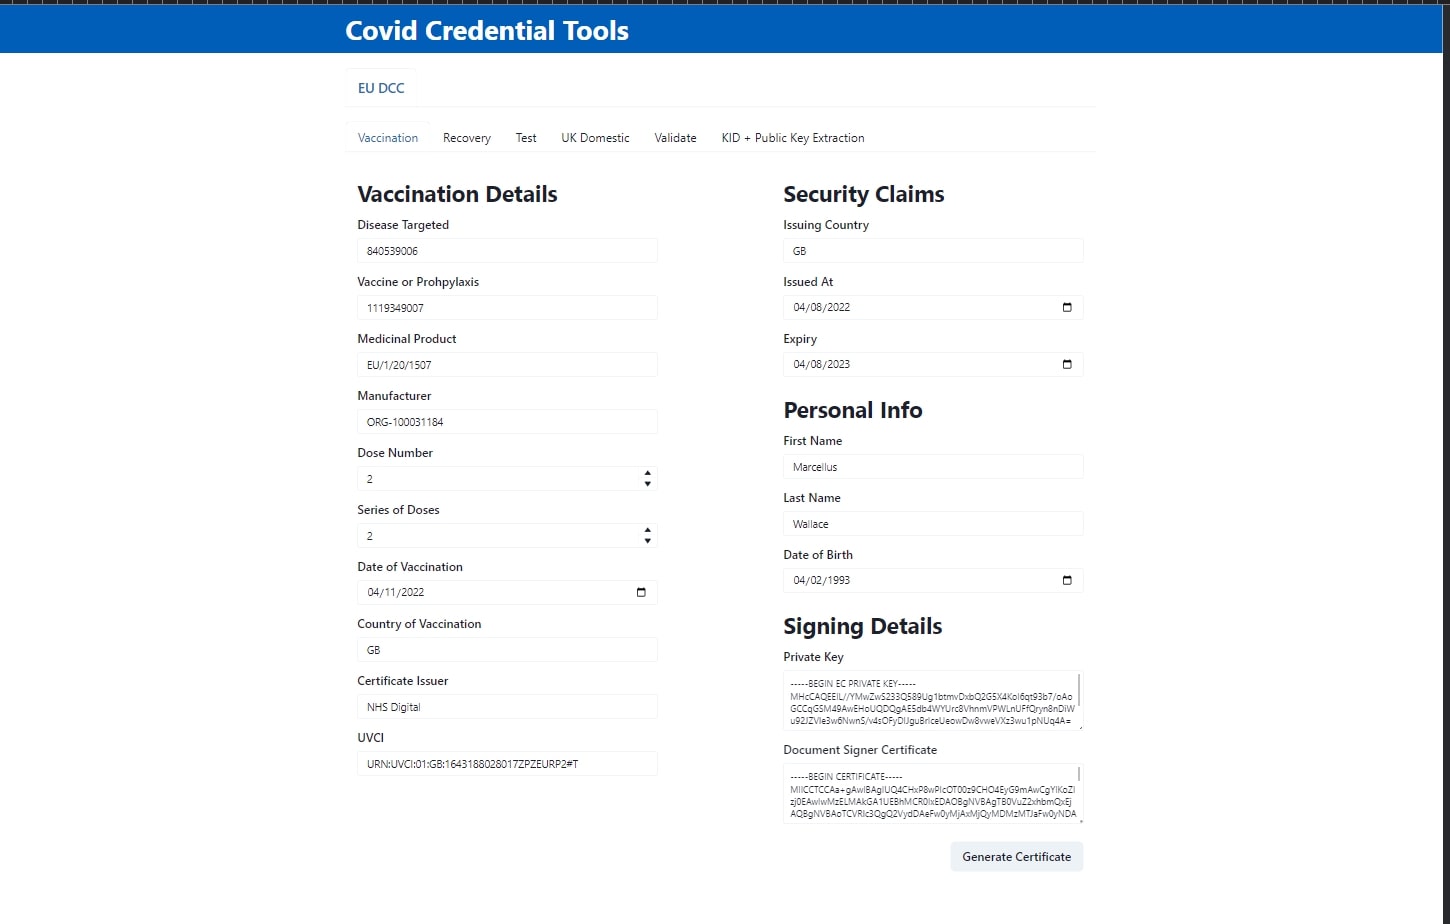 Covid Credential Tools
EU DCC
Vaccination Recovery Test UK Domestic Validate KID + Public Key Extraction
Vaccination Details
Disease Targeted
840539006
Vaccine or Prohpylaxis
1119349007
Medicinal Product
EU/1/20/1507
Manufacturer
ORG-100031184
Dose Number
2
Series of Doses
2
Date of Vaccination
04/11/2022
Country of Vaccination
GB
Certificate Issuer
NHS Digital
UVCI
URN:UVCI:01:GB:1643188028017ZPZEURP2#T
Security Claims
Issuing Country
GB
Issued At
04/08/2022
Expiry
04/08/2023
Personal Info
First Name
Marcellus
Last Name
Wallace
Date of Birth
04/02/1993
Signing Details
Private Key
-----BEGIN EC PRIVATE KEY-----
MHcCAQEEIL//YMwZwS233Q589Ug1btmvDxbQ2G5X4KoI6qt93b7/oAo
GCCqGSM49AwEHoUQDQgAE5db4WYUrc8VhnmVPWLnUFfQryn8nDiW
u92JZVIe3w6NwnS/v4sOFyDIJguBriceUeowDw8vweVXz3wu1pNUq4A=
Document Signer Certificate
-----BEGIN CERTIFICATE-----
MIICCTCCAa+gAwIBAgIUQ4CHxP8wPIcOT00z9CHO4EyG9mAwCgYIKoZI
zj0EAwIwMzELMAkGA1UEBhMCR0IxEDAOBgNVBAgTB0VuZ2xhbmQxEj
AQBgNVBAoTCVRlc3QgQ2VydDAeFw0yMjAxMjQyMDMzMTJaFw0yNDA
Generate Certificate